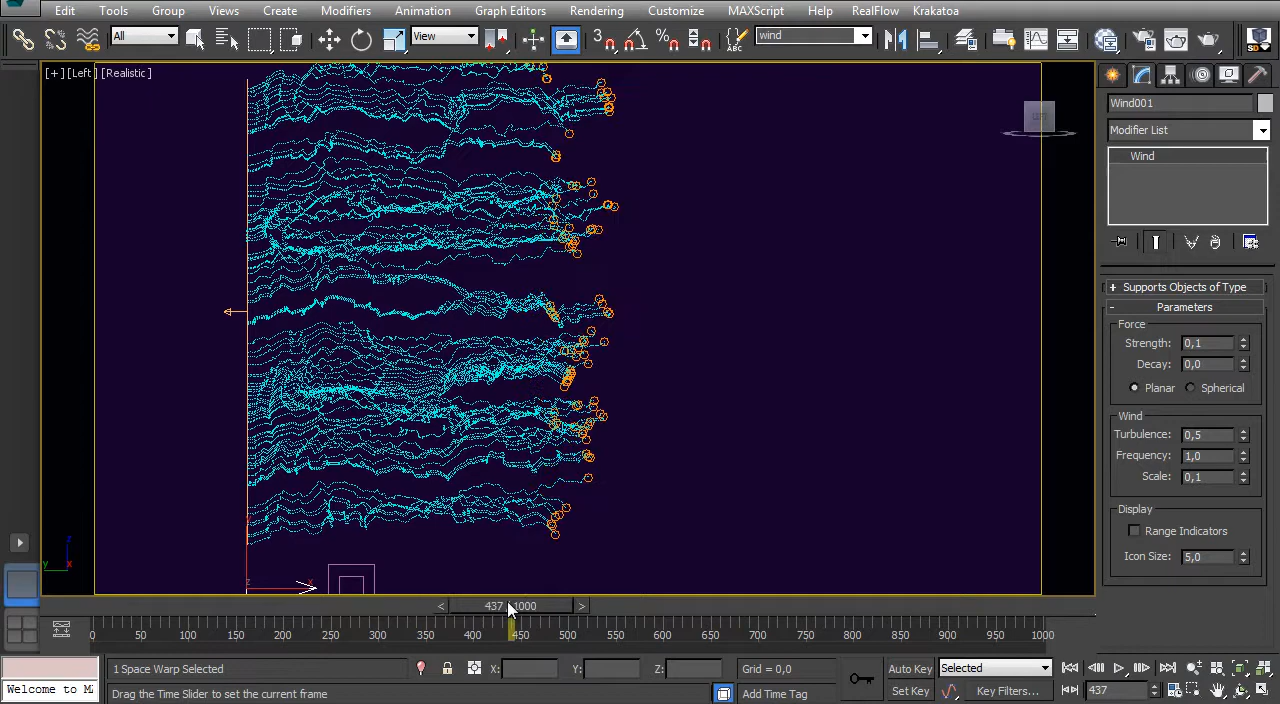 Edit Tools Group Views Create Modifiers Animation Graph Editors Rendering Customize MAXScript Help RealFlow Krakatoa
All View 3 wind
[+] [Left] [Realistic]
Wind001
Modifier List
Wind
+ Supports Objects of Type
- Parameters
Force
Strength: 0,1
Decay: 0,0
Planar Spherical
Wind
Turbulence: 0,5
Frequency: 1,0
Scale: 0,1
Display
Range Indicators
Icon Size: 5,0
z
y x
z x
< 437 / 1000 >
0 50 100 150 200 250 300 350 400 450 500 550 600 650 700 750 800 850 900 950 1000
1 Space Warp Selected X: Y: Z: Grid = 0,0 Auto Key Selected
Welcome to M Drag the Time Slider to set the current frame Add Time Tag Set Key Key Filters... 437